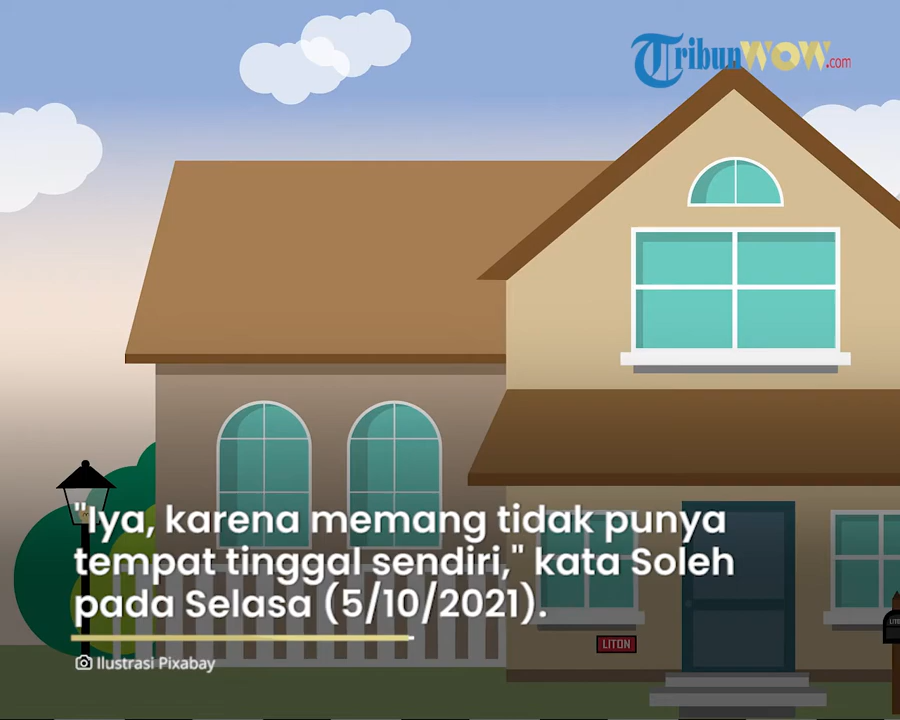 TribunWOW.com
"Iya, karena memang tidak punya
tempat tinggal sendiri," kata Soleh
pada Selasa (5/10/2021).
LITON
Ilustrasi Pixabay